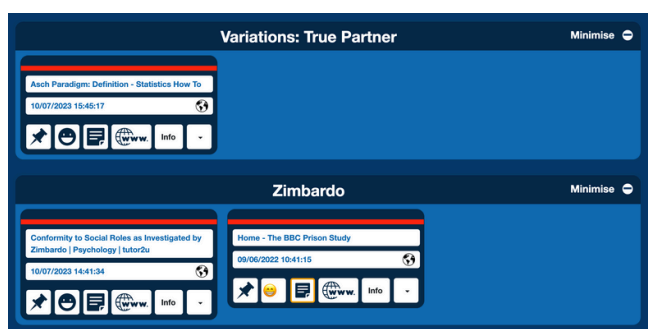 Variations: True Partner
Minimise
Asch Paradigm: Definition - Statistics How To
10/07/2023 15:45:17
www.
Info
Zimbardo
Minimise
Conformity to Social Roles as Investigated by
Zimbardo | Psychology | tutor2u
10/07/2023 14:41:34
www.
Info
Home - The BBC Prison Study
09/06/2022 10:41:15
www.
Info